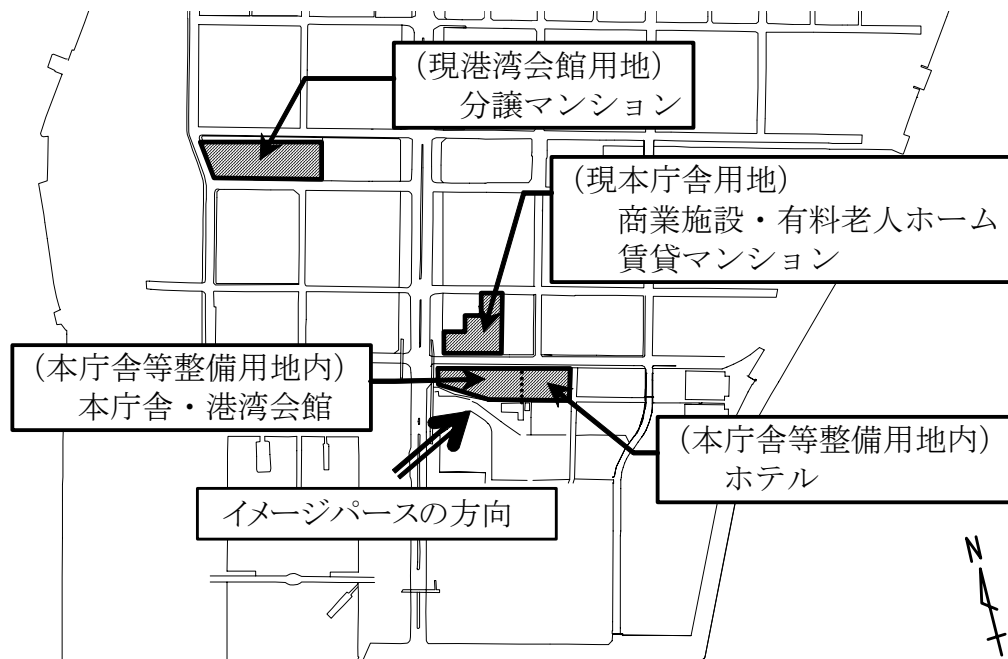 (現港湾会館用地)
分譲マンション
(現本庁舎用地)
商業施設・有料老人ホーム
賃貸マンション
(本庁舎等整備用地内)
本庁舎・港湾会館
(本庁舎等整備用地内)
ホテル
イメージパースの方向
N